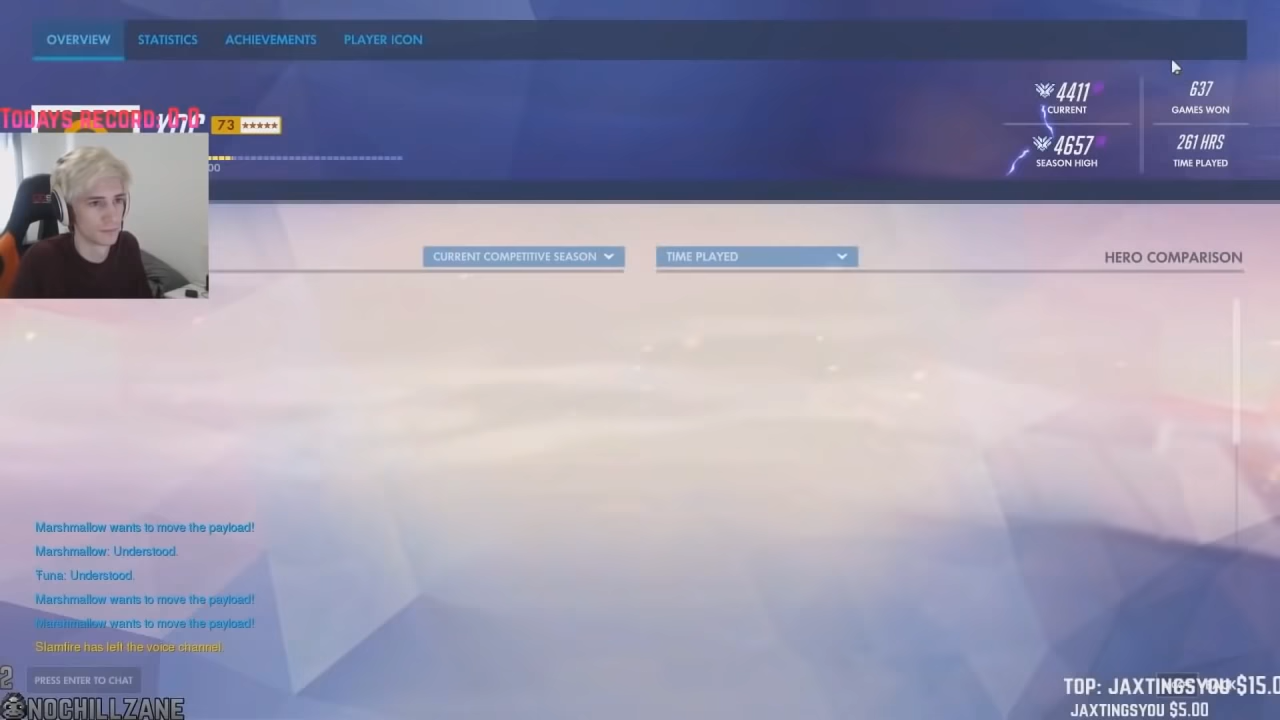 OVERVIEW STATISTICS ACHIEVEMENTS PLAYER ICON
4411
CURRENT
637
GAMES WON
TODAYS RECORD: 0-0
73
4657
SEASON HIGH
261 HRS
TIME PLAYED
CURRENT COMPETITIVE SEASON
TIME PLAYED
HERO COMPARISON
Marshmallow wants to move the payload!
Marshmallow: Understood.
Tuna: Understood.
Marshmallow wants to move the payload!
Marshmallow wants to move the payload!
Slamfire has left the voice channel.
2
PRESS ENTER TO CHAT
NOCHILLZANE
TOP: JAXTINGSYOU $15.0
JAXTINGSYOU $5.00